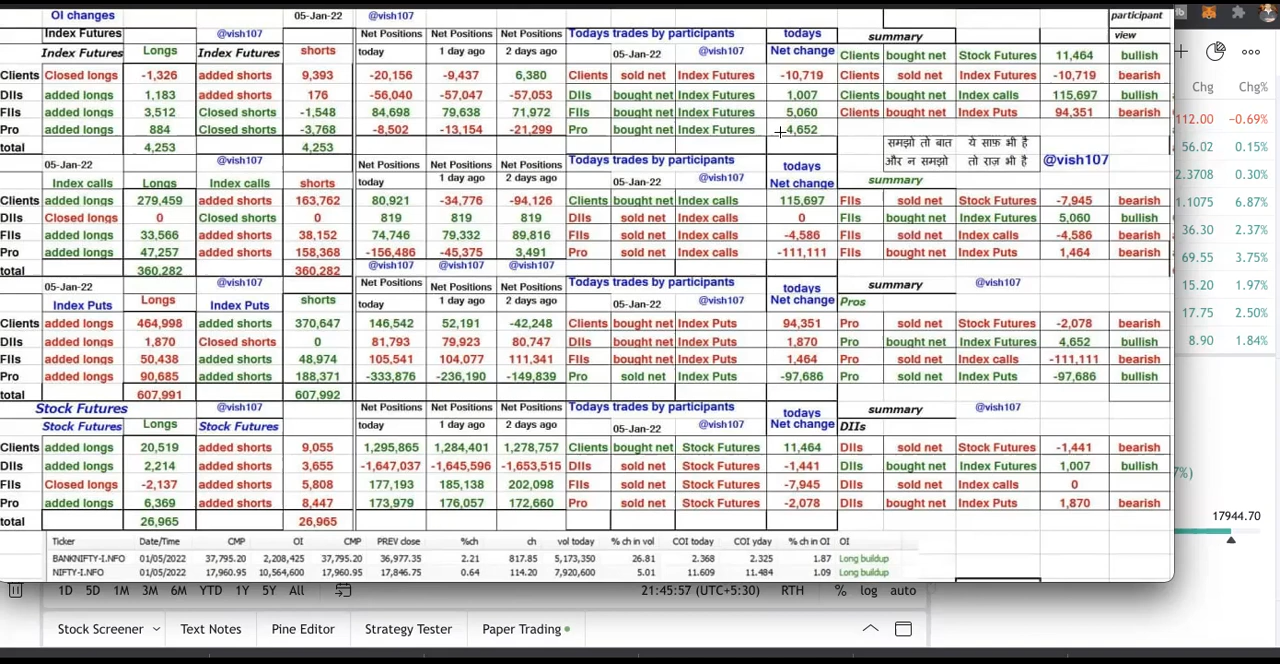 OI changes 05-Jan-22 @vish107 participant
Index Futures @vish107 Net Positions Net Positions Net Positions Todays trades by participants todays summary view
Index Futures Longs Index Futures shorts today 1 day ago 2 days ago 05-Jan-22 @vish107 Net change Clients bought net Stock Futures 11,464 bullish
Clients Closed longs -1,326 added shorts 9,393 -20,156 -9,437 6,380 Clients sold net Index Futures -10,719 Clients sold net Index Futures -10,719 bearish
DIIs added longs 1,183 added shorts 176 -56,040 -57,047 -57,053 DIIs bought net Index Futures 1,007 Clients bought net Index calls 115,697 bullish
FIIs added longs 3,512 Closed shorts -1,548 84,698 79,638 71,972 FIIs bought net Index Futures 5,060 Clients bought net Index Puts 94,351 bearish
Pro added longs 884 Closed shorts -3,768 -8,502 -13,154 -21,299 Pro bought net Index Futures 4,652
total 4,253 4,253 समझो तो बात ये साफ़ भी है
05-Jan-22 @vish107 Net Positions Net Positions Net Positions Todays trades by participants todays और न समझो तो राज़ भी है @vish107
Index calls Longs Index calls shorts today 1 day ago 2 days ago 05-Jan-22 @vish107 Net change summary
Clients added longs 279,459 added shorts 163,762 80,921 -34,776 -94,126 Clients bought net Index calls 115,697 FIIs sold net Stock Futures -7,945 bearish
DIIs Closed longs 0 Closed shorts 0 819 819 819 DIIs sold net Index calls 0 FIIs bought net Index Futures 5,060 bullish
FIIs added longs 33,566 added shorts 38,152 74,746 79,332 89,816 FIIs sold net Index calls -4,586 FIIs sold net Index calls -4,586 bearish
Pro added longs 47,257 added shorts 158,368 -156,486 -45,375 3,491 Pro sold net Index calls -111,111 FIIs bought net Index Puts 1,464 bearish
total 360,282 360,282 @vish107 @vish107 @vish107
05-Jan-22 @vish107 Net Positions Net Positions Net Positions Todays trades by participants todays summary @vish107
Index Puts Longs Index Puts shorts today 1 day ago 2 days ago 05-Jan-22 @vish107 Net change Pros
Clients added longs 464,998 added shorts 370,647 146,542 52,191 -42,248 Clients bought net Index Puts 94,351 Pro sold net Stock Futures -2,078 bearish
DIIs added longs 1,870 Closed shorts 0 81,793 79,923 80,747 DIIs bought net Index Puts 1,870 Pro bought net Index Futures 4,652 bullish
FIIs added longs 50,438 added shorts 48,974 105,541 104,077 111,341 FIIs bought net Index Puts 1,464 Pro sold net Index calls -111,111 bearish
Pro added longs 90,685 added shorts 188,371 -333,876 -236,190 -149,839 Pro sold net Index Puts -97,686 Pro sold net Index Puts -97,686 bullish
total 607,991 607,992
Stock Futures @vish107 Net Positions Net Positions Net Positions Todays trades by participants todays summary @vish107
Stock Futures Longs Stock Futures today 1 day ago 2 days ago 05-Jan-22 @vish107 Net change DIIs
Clients added longs 20,519 added shorts 9,055 1,295,865 1,284,401 1,278,757 Clients bought net Stock Futures 11,464 DIIs sold net Stock Futures -1,441 bearish
DIIs added longs 2,214 added shorts 3,655 -1,647,037 -1,645,596 -1,653,515 DIIs sold net Stock Futures -1,441 DIIs bought net Index Futures 1,007 bullish
FIIs Closed longs -2,137 added shorts 5,808 177,193 185,138 202,098 FIIs sold net Stock Futures -7,945 DIIs sold net Index calls 0
Pro added longs 6,369 added shorts 8,447 173,979 176,057 172,660 Pro sold net Stock Futures -2,078 DIIs bought net Index Puts 1,870 bearish
total 26,965 26,965
Ticker Date/Time CMP OI CMP PREV close %ch ch vol today % ch in vol COI today COI yday % ch in OI OI
BANKNIFTY-I.NFO 01/05/2022 37,795.20 2,208,425 37,795.20 36,977.35 2.21 817.85 5,173,350 26.81 2.368 2.325 1.87 Long buildup
NIFTY-I.NFO 01/05/2022 17,960.95 10,564,600 17,960.95 17,846.75 0.64 114.20 7,920,600 5.01 11.609 11.484 1.09 Long buildup
Chg Chg%
112.00 −0.69%
56.02 0.15%
2.3708 0.30%
1.1075 6.87%
36.30 2.37%
69.55 3.75%
15.20 1.97%
17.75 2.50%
8.90 1.84%
7%)
17944.70
1D 5D 1M 3M 6M YTD 1Y 5Y All 21:45:57 (UTC+5:30) RTH % log auto
Stock Screener Text Notes Pine Editor Strategy Tester Paper Trading